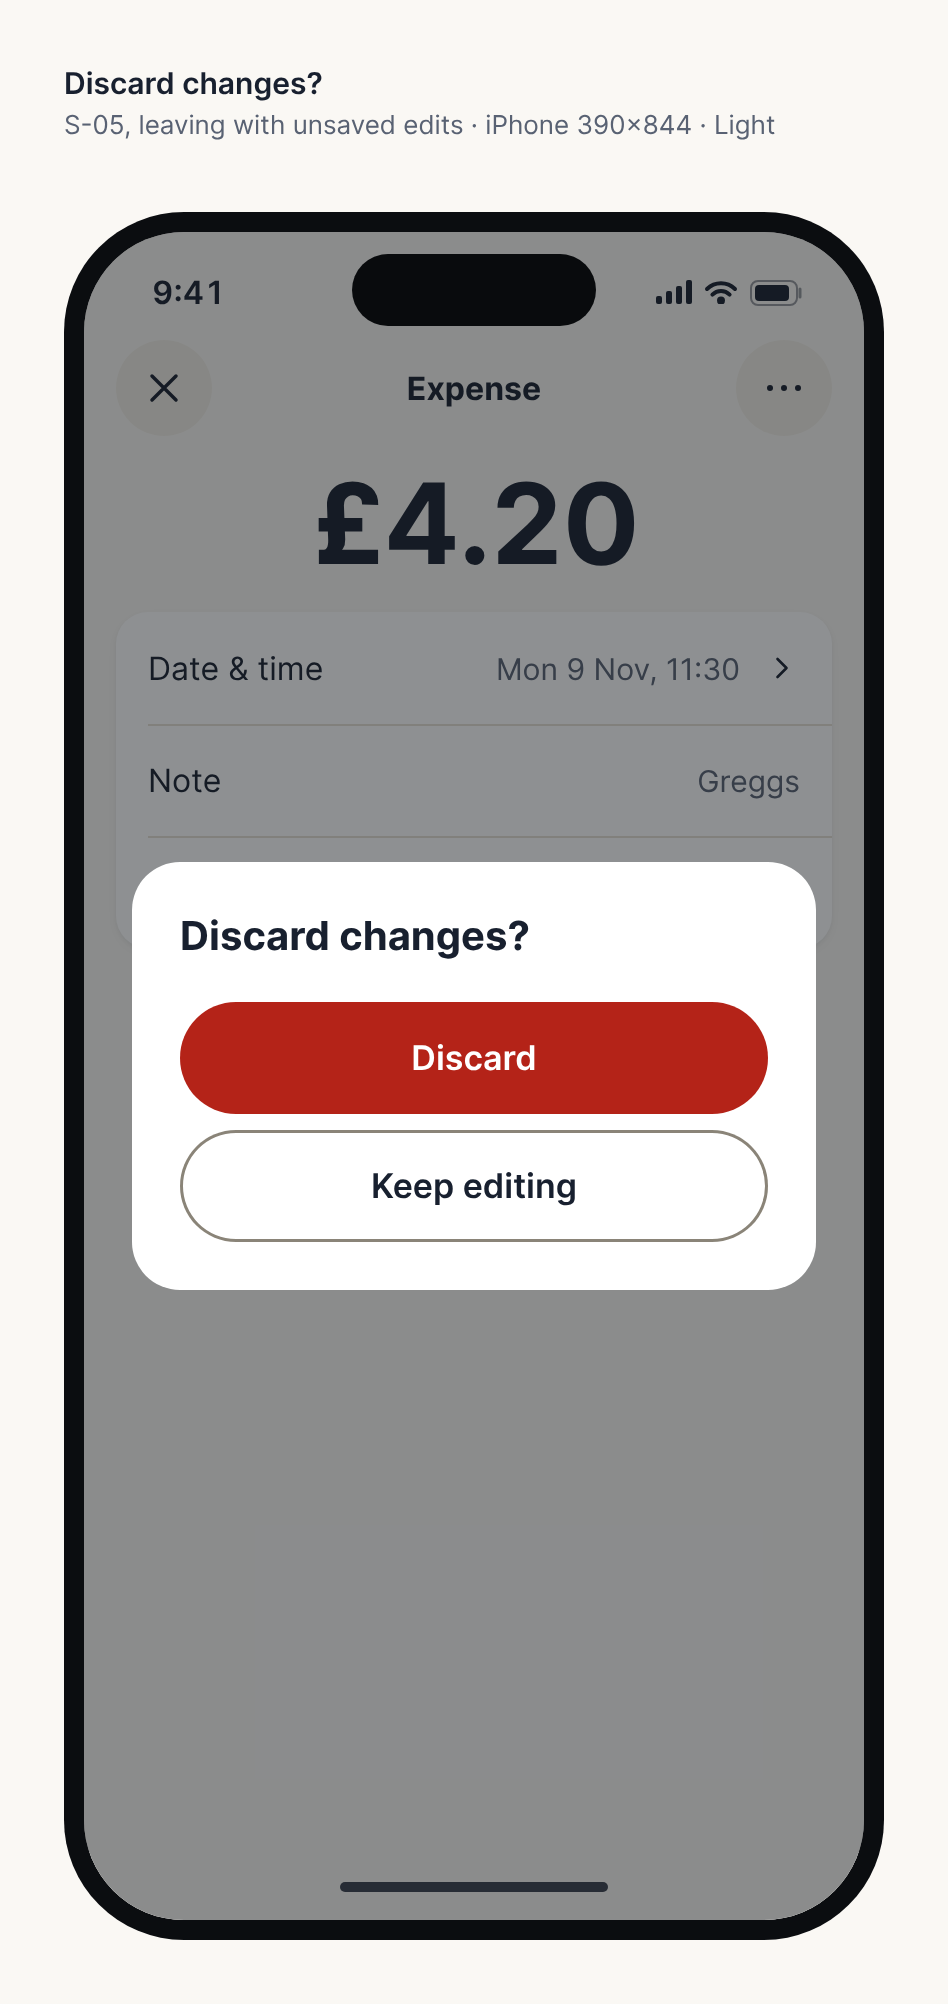 Discard changes?
S-05, leaving with unsaved edits · iPhone 390×844 · Light
9:41
Expense
£4.20
Date & time Mon 9 Nov, 11:30
Note Greggs
Discard changes?
Discard
Keep editing